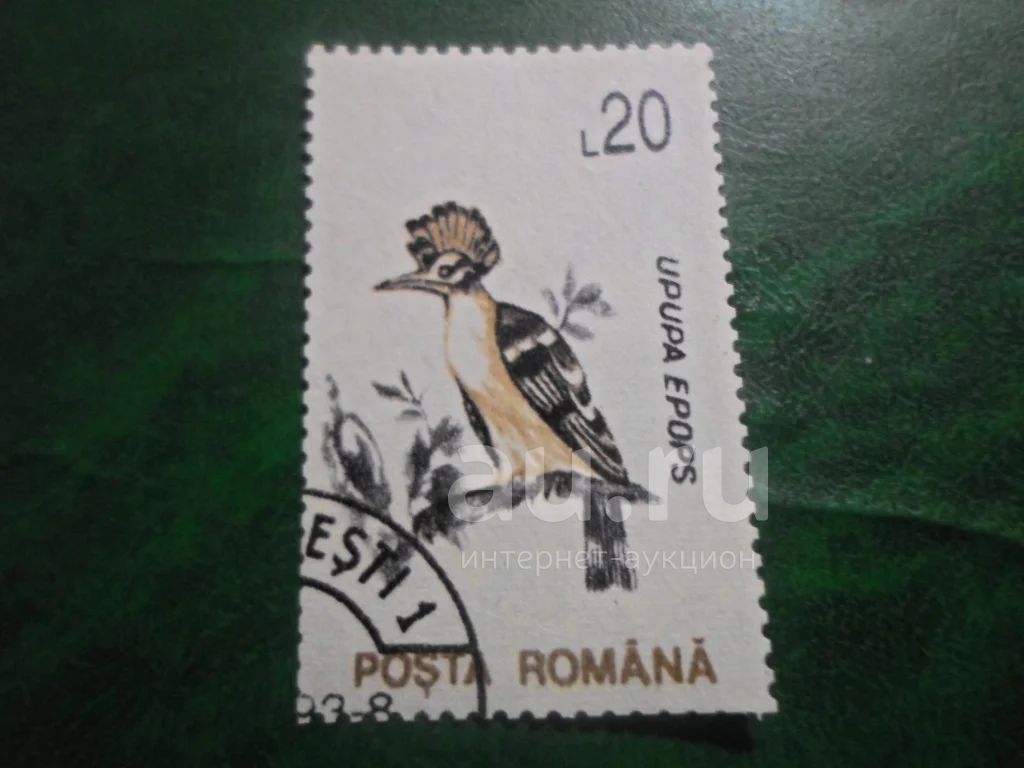 L20
UPUPA EPOPS
au.ru
интернет-аукцион
EȘTI 1
POȘTA ROMÂNĂ
93-8